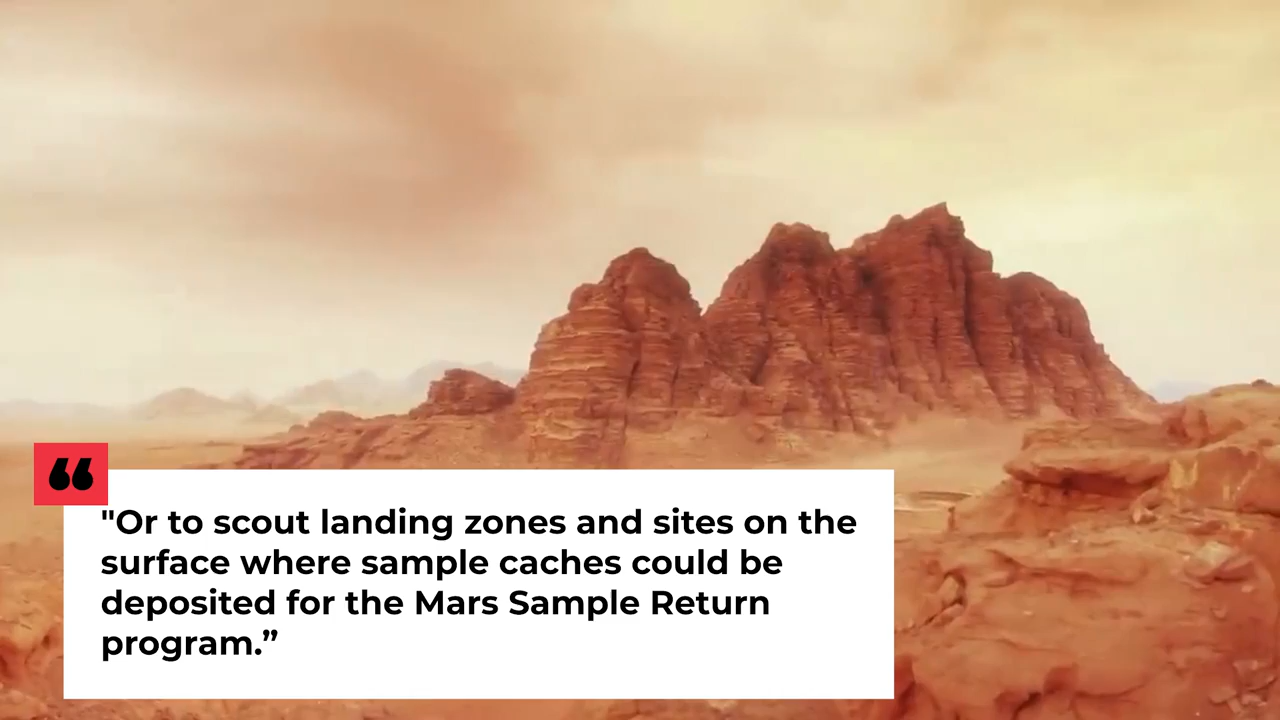 "Or to scout landing zones and sites on the
surface where sample caches could be
deposited for the Mars Sample Return
program.”